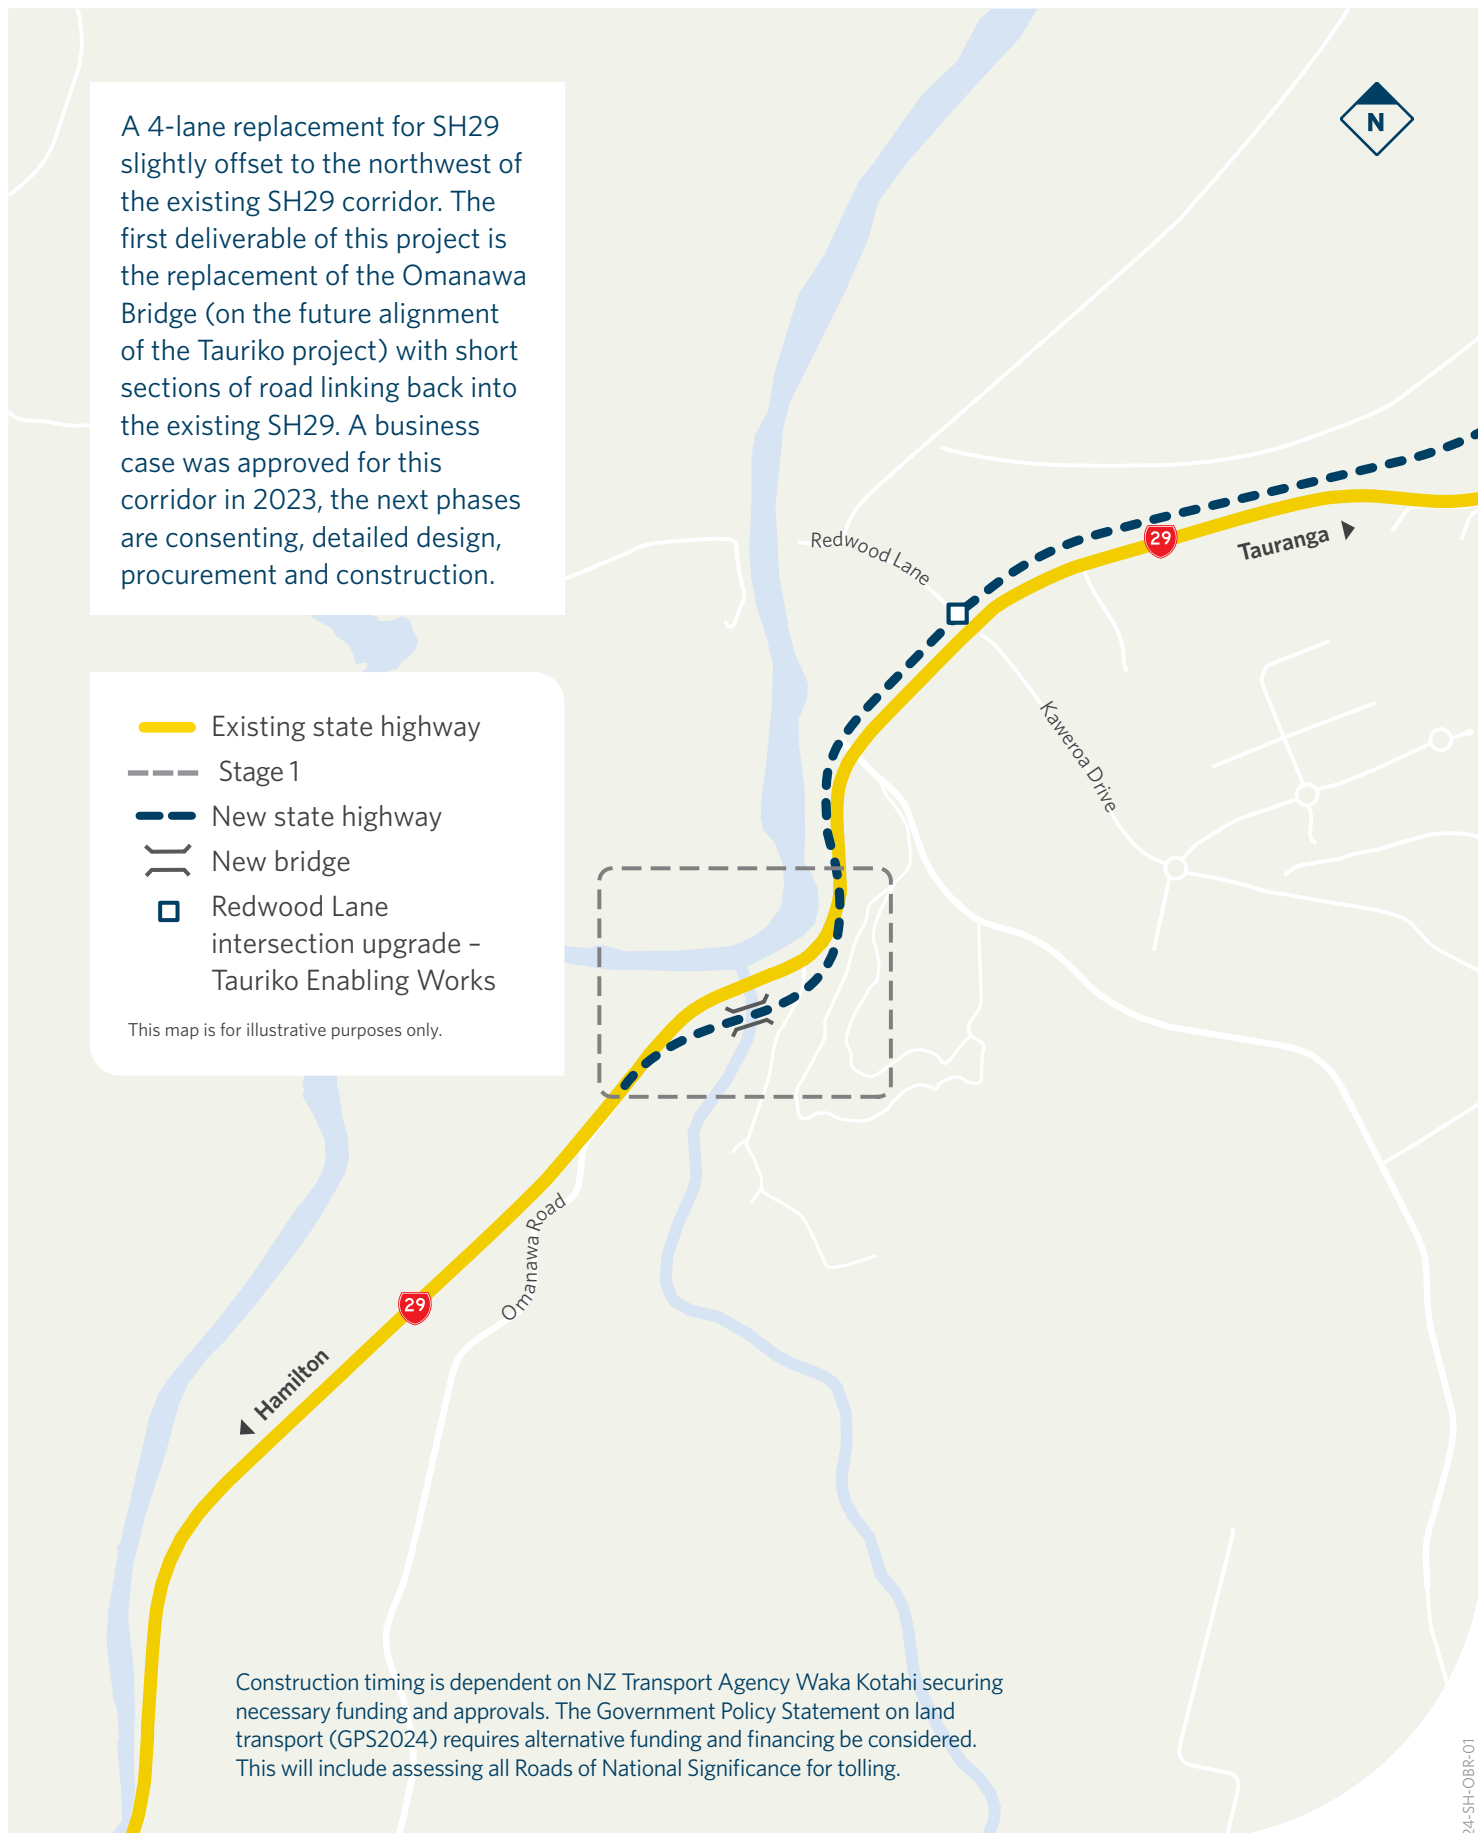 A 4-lane replacement for SH29
slightly offset to the northwest of
the existing SH29 corridor. The
first deliverable of this project is
the replacement of the Omanawa
Bridge (on the future alignment
of the Tauriko project) with short
sections of road linking back into
the existing SH29. A business
case was approved for this
corridor in 2023, the next phases
are consenting, detailed design,
procurement and construction.
N
Redwood Lane
29
Tauranga
Kaweroa Drive
Existing state highway
Stage 1
New state highway
New bridge
Redwood Lane
intersection upgrade –
Tauriko Enabling Works
This map is for illustrative purposes only.
Omanawa Road
29
Hamilton
Construction timing is dependent on NZ Transport Agency Waka Kotahi securing
necessary funding and approvals. The Government Policy Statement on land
transport (GPS2024) requires alternative funding and financing be considered.
This will include assessing all Roads of National Significance for tolling.
24-SH-OBR-01